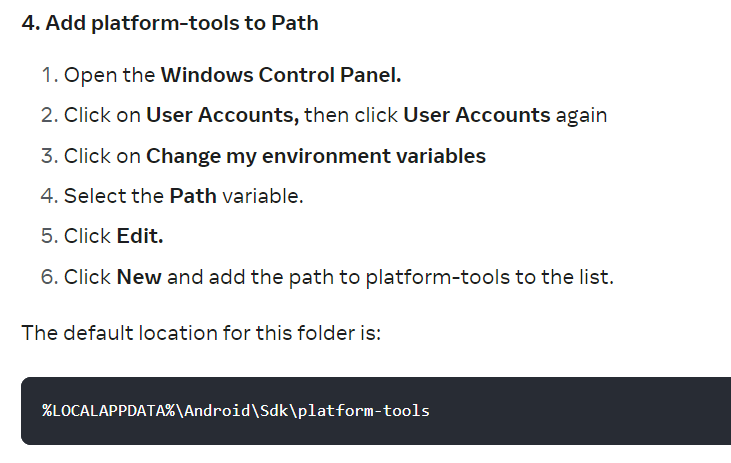 4. Add platform-tools to Path
1. Open the Windows Control Panel.
2. Click on User Accounts, then click User Accounts again
3. Click on Change my environment variables
4. Select the Path variable.
5. Click Edit.
6. Click New and add the path to platform-tools to the list.
The default location for this folder is:
%LOCALAPPDATA%\Android\Sdk\platform-tools